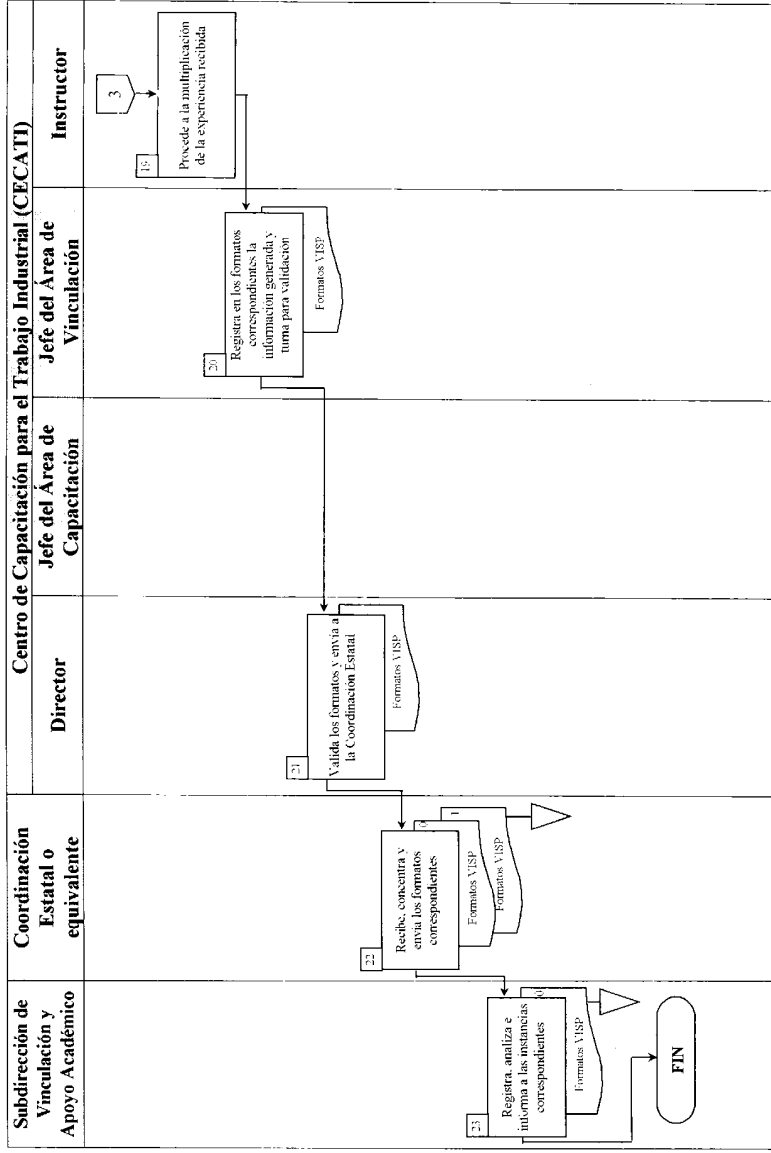 Centro de Capacitación para el Trabajo Industrial (CECATI)
Subdirección de
Vinculación y
Apoyo Académico
Coordinación
Estatal o
equivalente
Director
Jefe del Área de
Capacitación
Jefe del Área de
Vinculación
Instructor
3
19
Procede a la multiplicación
de la experiencia recibida
20
Registra en los formatos
correspondientes la
información generada y
turna para validación
Formatos VISP
21
Valida los formatos y envia a
la Coordinación Estatal
Formatos VISP
22
Recibe, concentra y
envia los formatos
correspondientes
0
Formatos VISP
1
Formatos VISP
23
Registra, analiza e
informa a las instancias
correspondientes
0
Formatos VISP
FIN